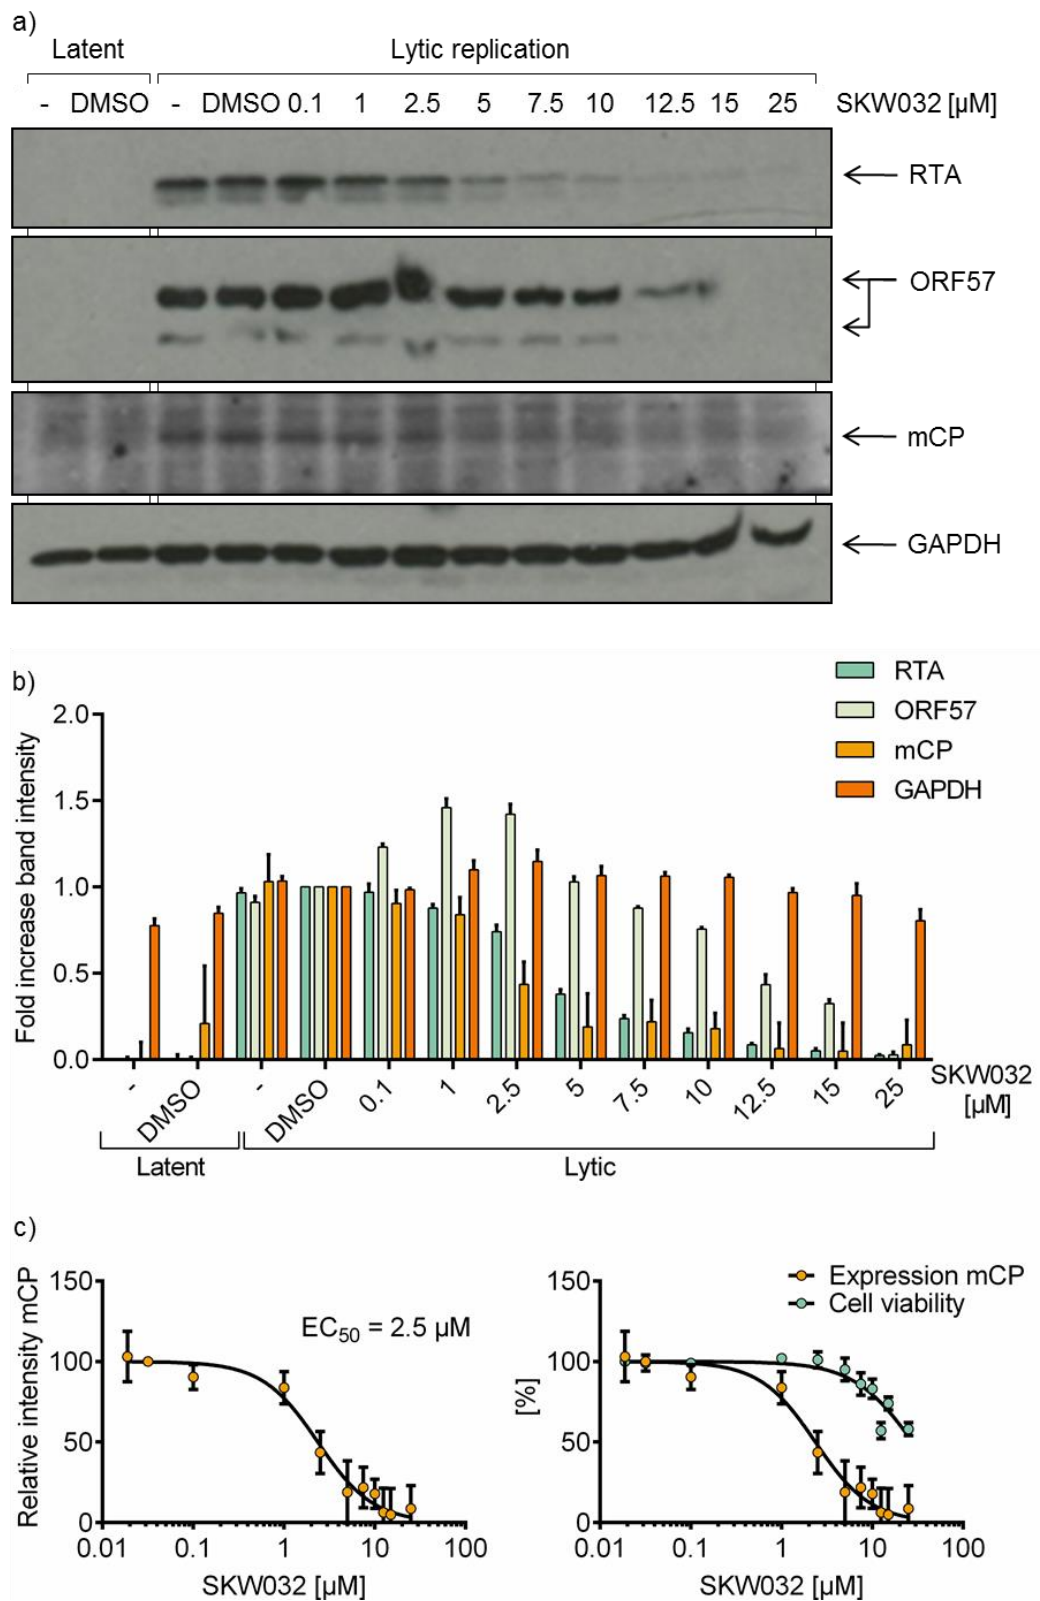 a)
Latent Lytic replication
- DMSO - DMSO 0.1 1 2.5 5 7.5 10 12.5 15 25 SKW032 [µM]
RTA
ORF57
mCP
GAPDH
b)
RTA
ORF57
mCP
GAPDH
Fold increase band intensity
2.0
1.5
1.0
0.5
0.0
- DMSO - DMSO 0.1 1 2.5 5 7.5 10 12.5 15 25 SKW032
[µM]
Latent Lytic
c)
Relative intensity mCP
150
100
50
0
EC50 = 2.5 µM
0.01 0.1 1 10 100
SKW032 [µM]
Expression mCP
Cell viability
[%]
150
100
50
0
0.01 0.1 1 10 100
SKW032 [µM]